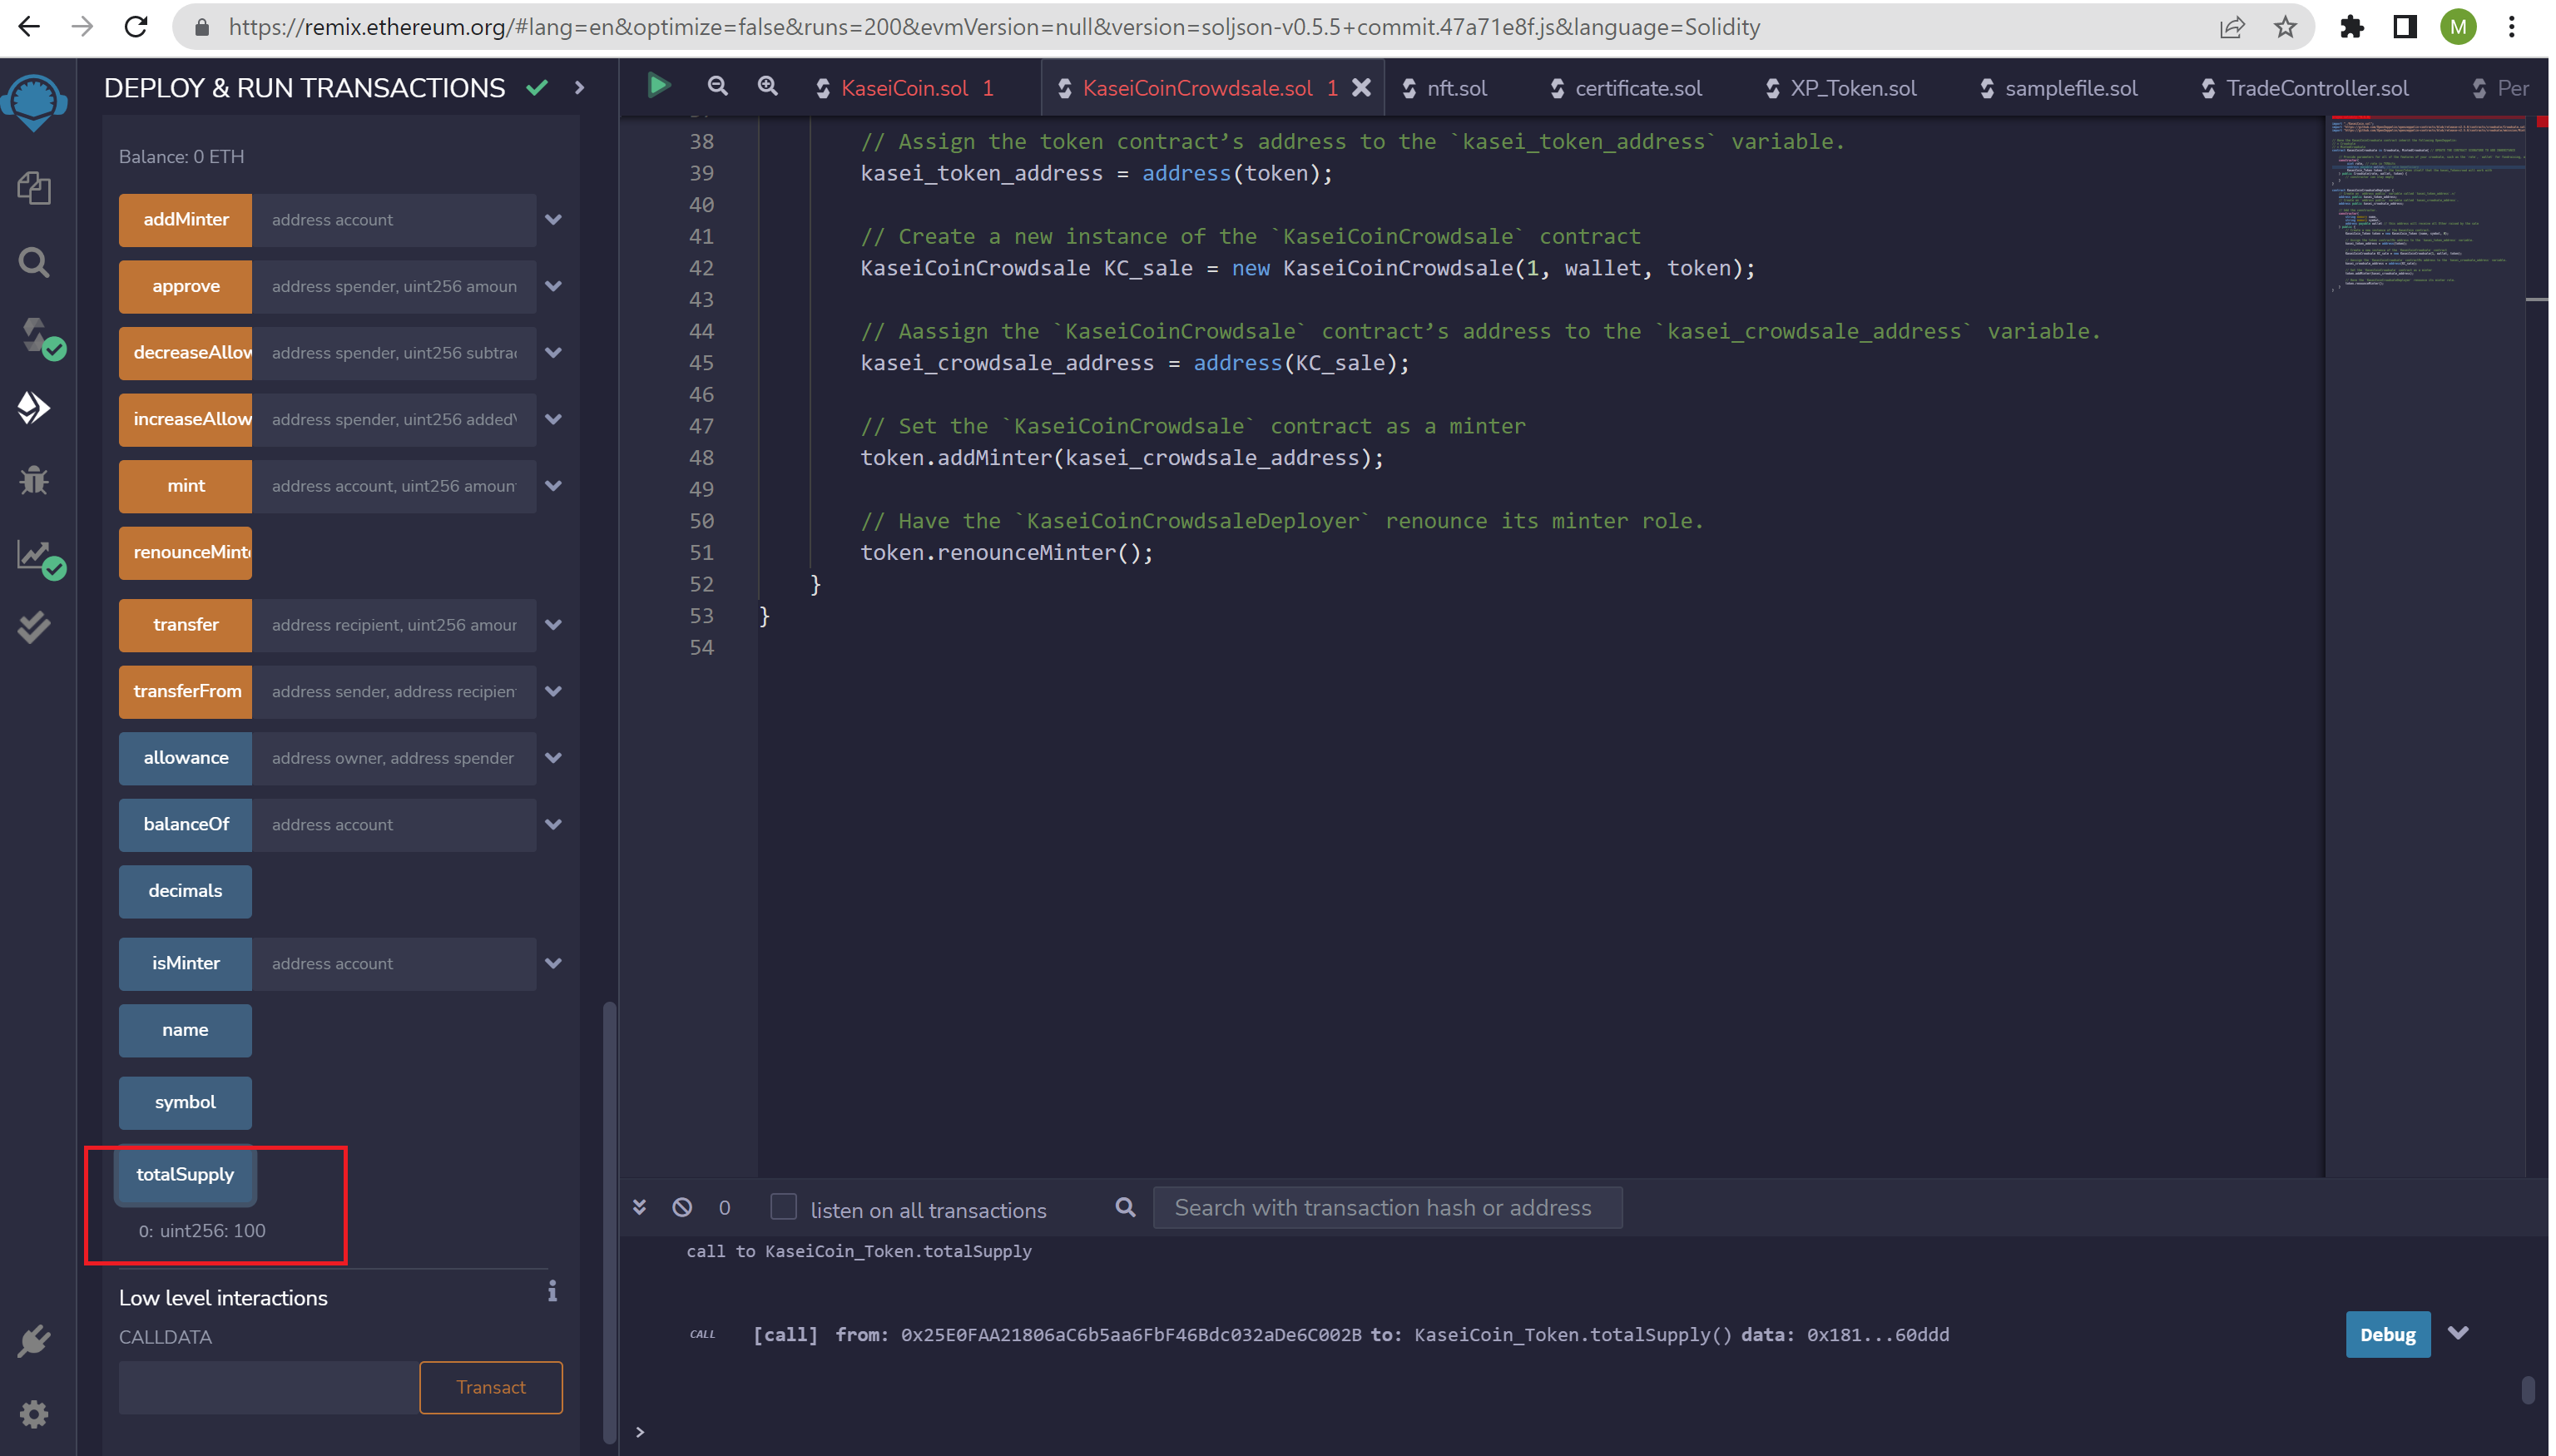 https://remix.ethereum.org/#lang=en&optimize=false&runs=200&evmVersion=null&version=soljson-v0.5.5+commit.47a71e8f.js&language=Solidity
M
DEPLOY & RUN TRANSACTIONS
KaseiCoin.sol 1
KaseiCoinCrowdsale.sol 1
nft.sol
certificate.sol
XP_Token.sol
samplefile.sol
TradeController.sol
Per
Balance: 0 ETH
addMinter address account
approve address spender, uint256 amoun
decreaseAllow address spender, uint256 subtra
increaseAllow address spender, uint256 added
mint address account, uint256 amoun
renounceMint
transfer address recipient, uint256 amour
transferFrom address sender, address recipien
allowance address owner, address spender
balanceOf address account
decimals
isMinter address account
name
symbol
totalSupply
0: uint256: 100
Low level interactions
i
CALLDATA
Transact
38 // Assign the token contract’s address to the `kasei_token_address` variable.
39 kasei_token_address = address(token);
40
41 // Create a new instance of the `KaseiCoinCrowdsale` contract
42 KaseiCoinCrowdsale KC_sale = new KaseiCoinCrowdsale(1, wallet, token);
43
44 // Aassign the `KaseiCoinCrowdsale` contract’s address to the `kasei_crowdsale_address` variable.
45 kasei_crowdsale_address = address(KC_sale);
46
47 // Set the `KaseiCoinCrowdsale` contract as a minter
48 token.addMinter(kasei_crowdsale_address);
49
50 // Have the `KaseiCoinCrowdsaleDeployer` renounce its minter role.
51 token.renounceMinter();
52 }
53 }
54
0 listen on all transactions Search with transaction hash or address
call to KaseiCoin_Token.totalSupply
CALL [call] from: 0x25E0FAA21806aC6b5aa6FbF46Bdc032aDe6C002B to: KaseiCoin_Token.totalSupply() data: 0x181...60ddd
Debug
>